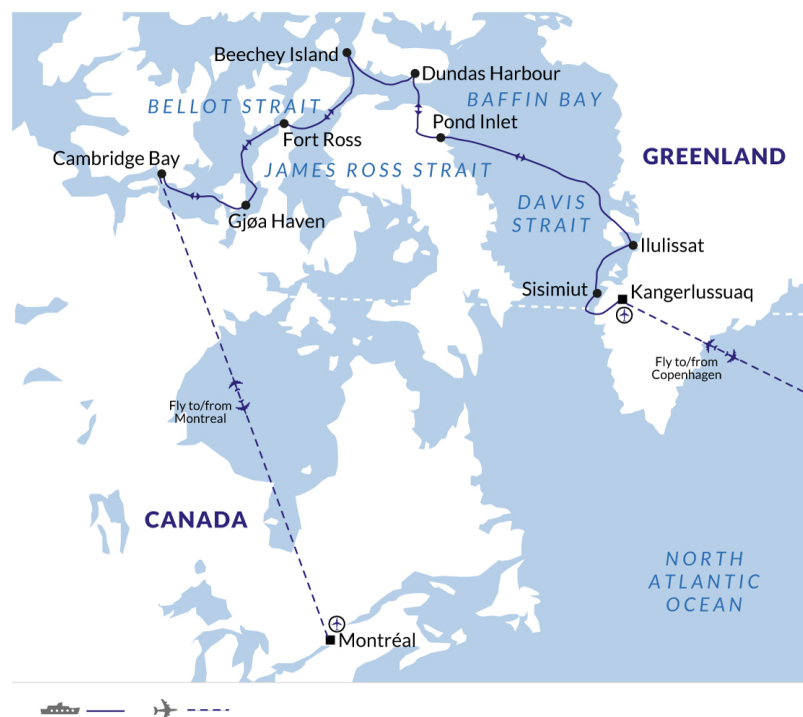 Beechey Island
Dundas Harbour
BELLOT STRAIT
BAFFIN BAY
Pond Inlet
Fort Ross
Cambridge Bay
JAMES ROSS STRAIT
GREENLAND
DAVIS
STRAIT
Gjøa Haven
Ilulissat
Sisimiut
Kangerlussuaq
Fly to/from
Copenhagen
Fly to/from
Montreal
CANADA
NORTH
ATLANTIC
OCEAN
Montréal